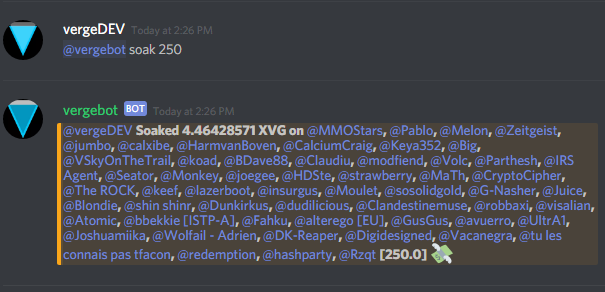 vergeDEV Today at 2:26 PM
@vergebot soak 250
vergebot BOT Today at 2:26 PM
@vergeDEV Soaked 4.46428571 XVG on @MMOStars, @Pablo, @Melon, @Zeitgeist,
@jumbo, @calxibe, @HarmvanBoven, @CalciumCraig, @Keya352, @Big,
@VSkyOnTheTrail, @koad, @BDave88, @Claudiu, @modfiend, @Volc, @Parthesh, @IRS
Agent, @Seator, @Monkey, @joegee, @HDSte, @strawberry, @MaTh, @CryptoCipher,
@The ROCK, @keef, @lazerboot, @insurgus, @Moulet, @sosolidgold, @G-Nasher, @Juice,
@Blondie, @shin shinr, @Dunkirkus, @dudilicious, @Clandestinemuse, @robbaxi, @visalian,
@Atomic, @bbekkie [ISTP-A], @Fahku, @alterego [EU], @GusGus, @avuerro, @UltrA1,
@Joshuamiika, @Wolfail - Adrien, @DK-Reaper, @Digidesigned, @Vacanegra, @tu les
connais pas tfacon, @redemption, @hashparty, @Rzqt [250.0]